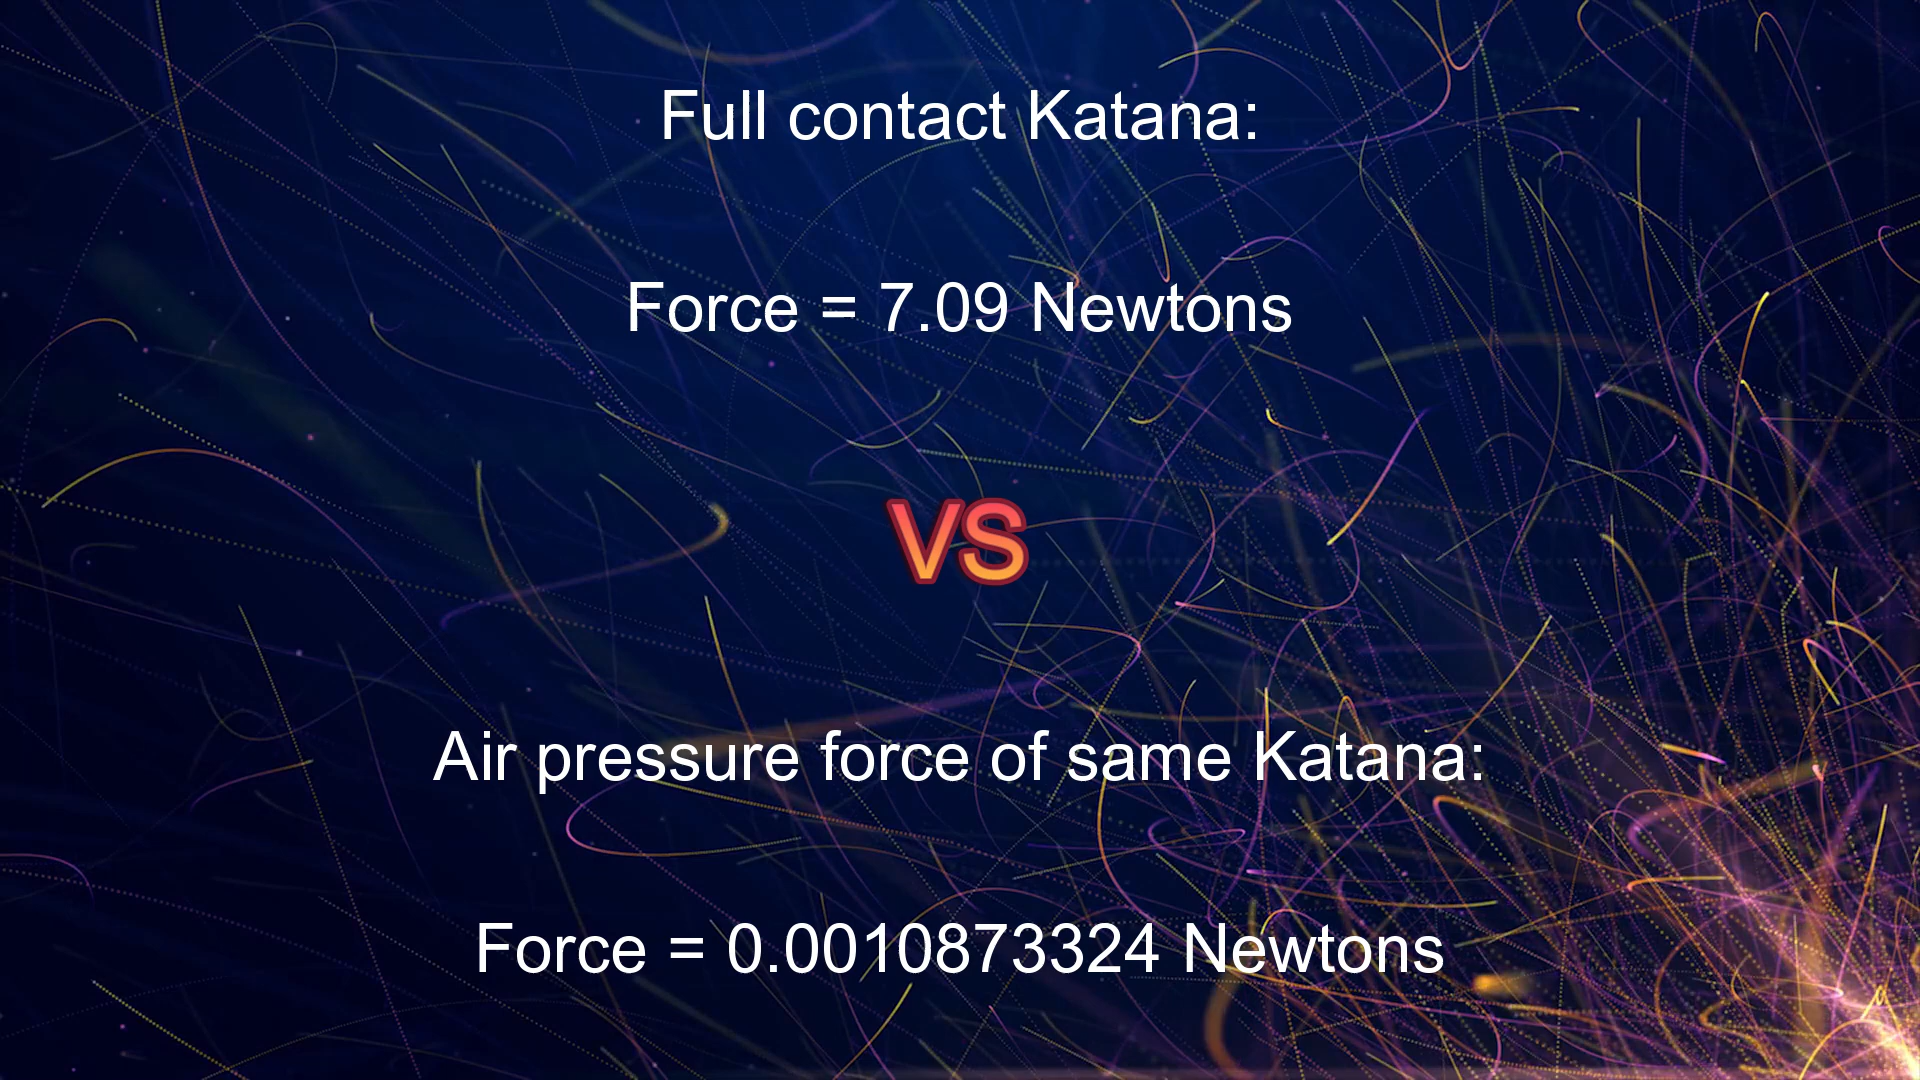 Full contact Katana:
Force = 7.09 Newtons
VS
Air pressure force of same Katana:
Force = 0.0010873324 Newtons